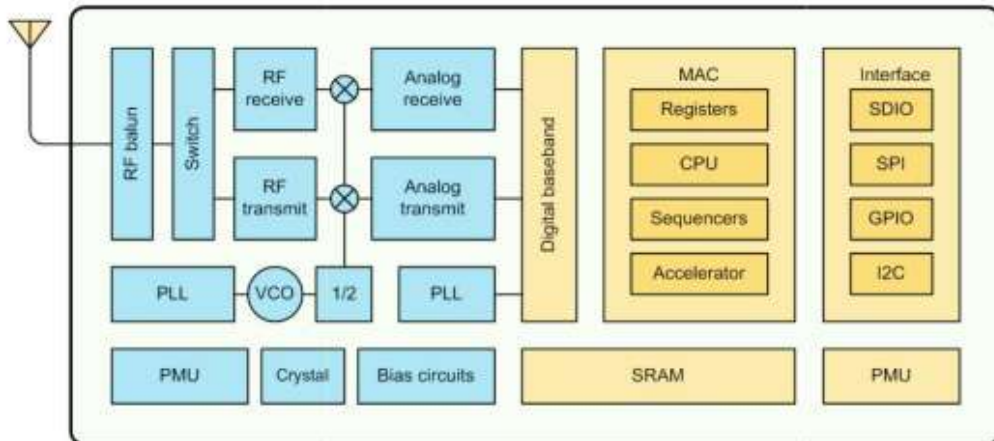 RF balun
Switch
RF
receive
Analog
receive
RF
transmit
Analog
transmit
PLL
VCO
1/2
PLL
Digital baseband
MAC
Registers
CPU
Sequencers
Accelerator
Interface
SDIO
SPI
GPIO
I2C
PMU
Crystal
Bias circuits
SRAM
PMU